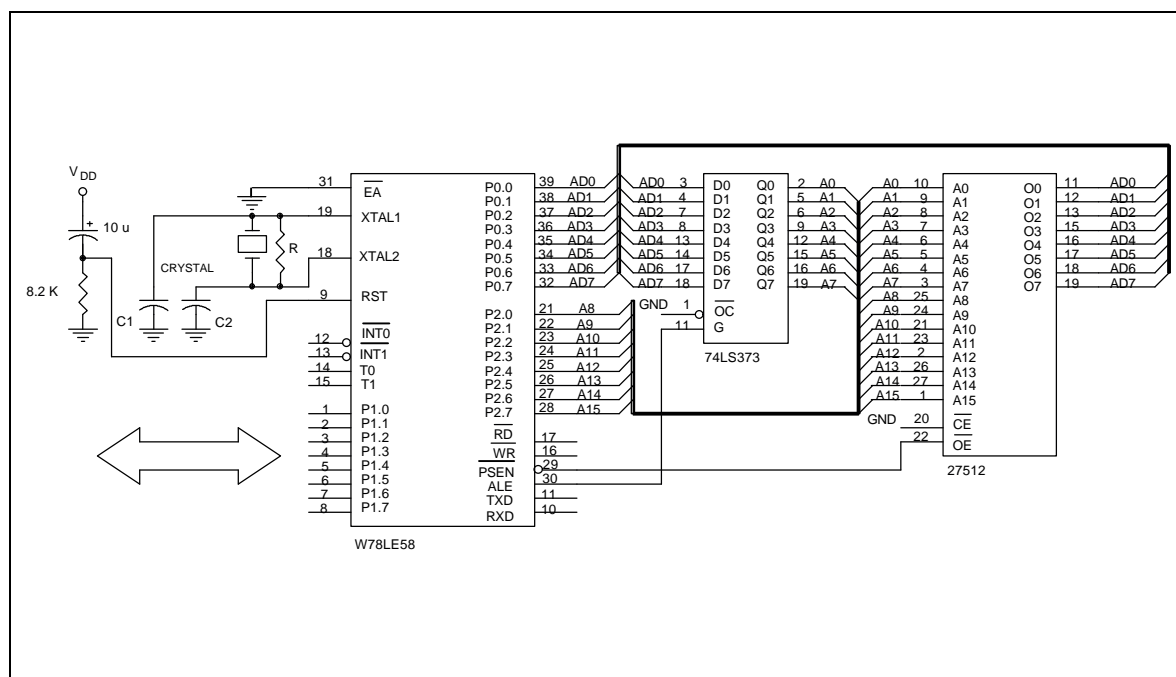 V DD
10 u
8.2 K
C1
CRYSTAL
C2
R
31 EA
19 XTAL1
18 XTAL2
9 RST
12 INT0
13 INT1
14 T0
15 T1
1 P1.0
2 P1.1
3 P1.2
4 P1.3
5 P1.4
6 P1.5
7 P1.6
8 P1.7
P0.0 39 AD0
P0.1 38 AD1
P0.2 37 AD2
P0.3 36 AD3
P0.4 35 AD4
P0.5 34 AD5
P0.6 33 AD6
P0.7 32 AD7
P2.0 21 A8
P2.1 22 A9
P2.2 23 A10
P2.3 24 A11
P2.4 25 A12
P2.5 26 A13
P2.6 27 A14
P2.7 28 A15
RD 17
WR 16
PSEN 29
ALE 30
TXD 11
RXD 10
W78LE58
AD0 3 D0 Q0 2 A0
AD1 4 D1 Q1 5 A1
AD2 7 D2 Q2 6 A2
AD3 8 D3 Q3 9 A3
AD4 13 D4 Q4 12 A4
AD5 14 D5 Q5 15 A5
AD6 17 D6 Q6 16 A6
AD7 18 D7 Q7 19 A7
GND 1 OC
11 G
74LS373
A0 10 A0 O0 11 AD0
A1 9 A1 O1 12 AD1
A2 8 A2 O2 13 AD2
A3 7 A3 O3 15 AD3
A4 6 A4 O4 16 AD4
A5 5 A5 O5 17 AD5
A6 4 A6 O6 18 AD6
A7 3 A7 O7 19 AD7
A8 25 A8
A9 24 A9
A10 21 A10
A11 23 A11
A12 2 A12
A13 26 A13
A14 27 A14
A15 1 A15
GND 20 CE
22 OE
27512